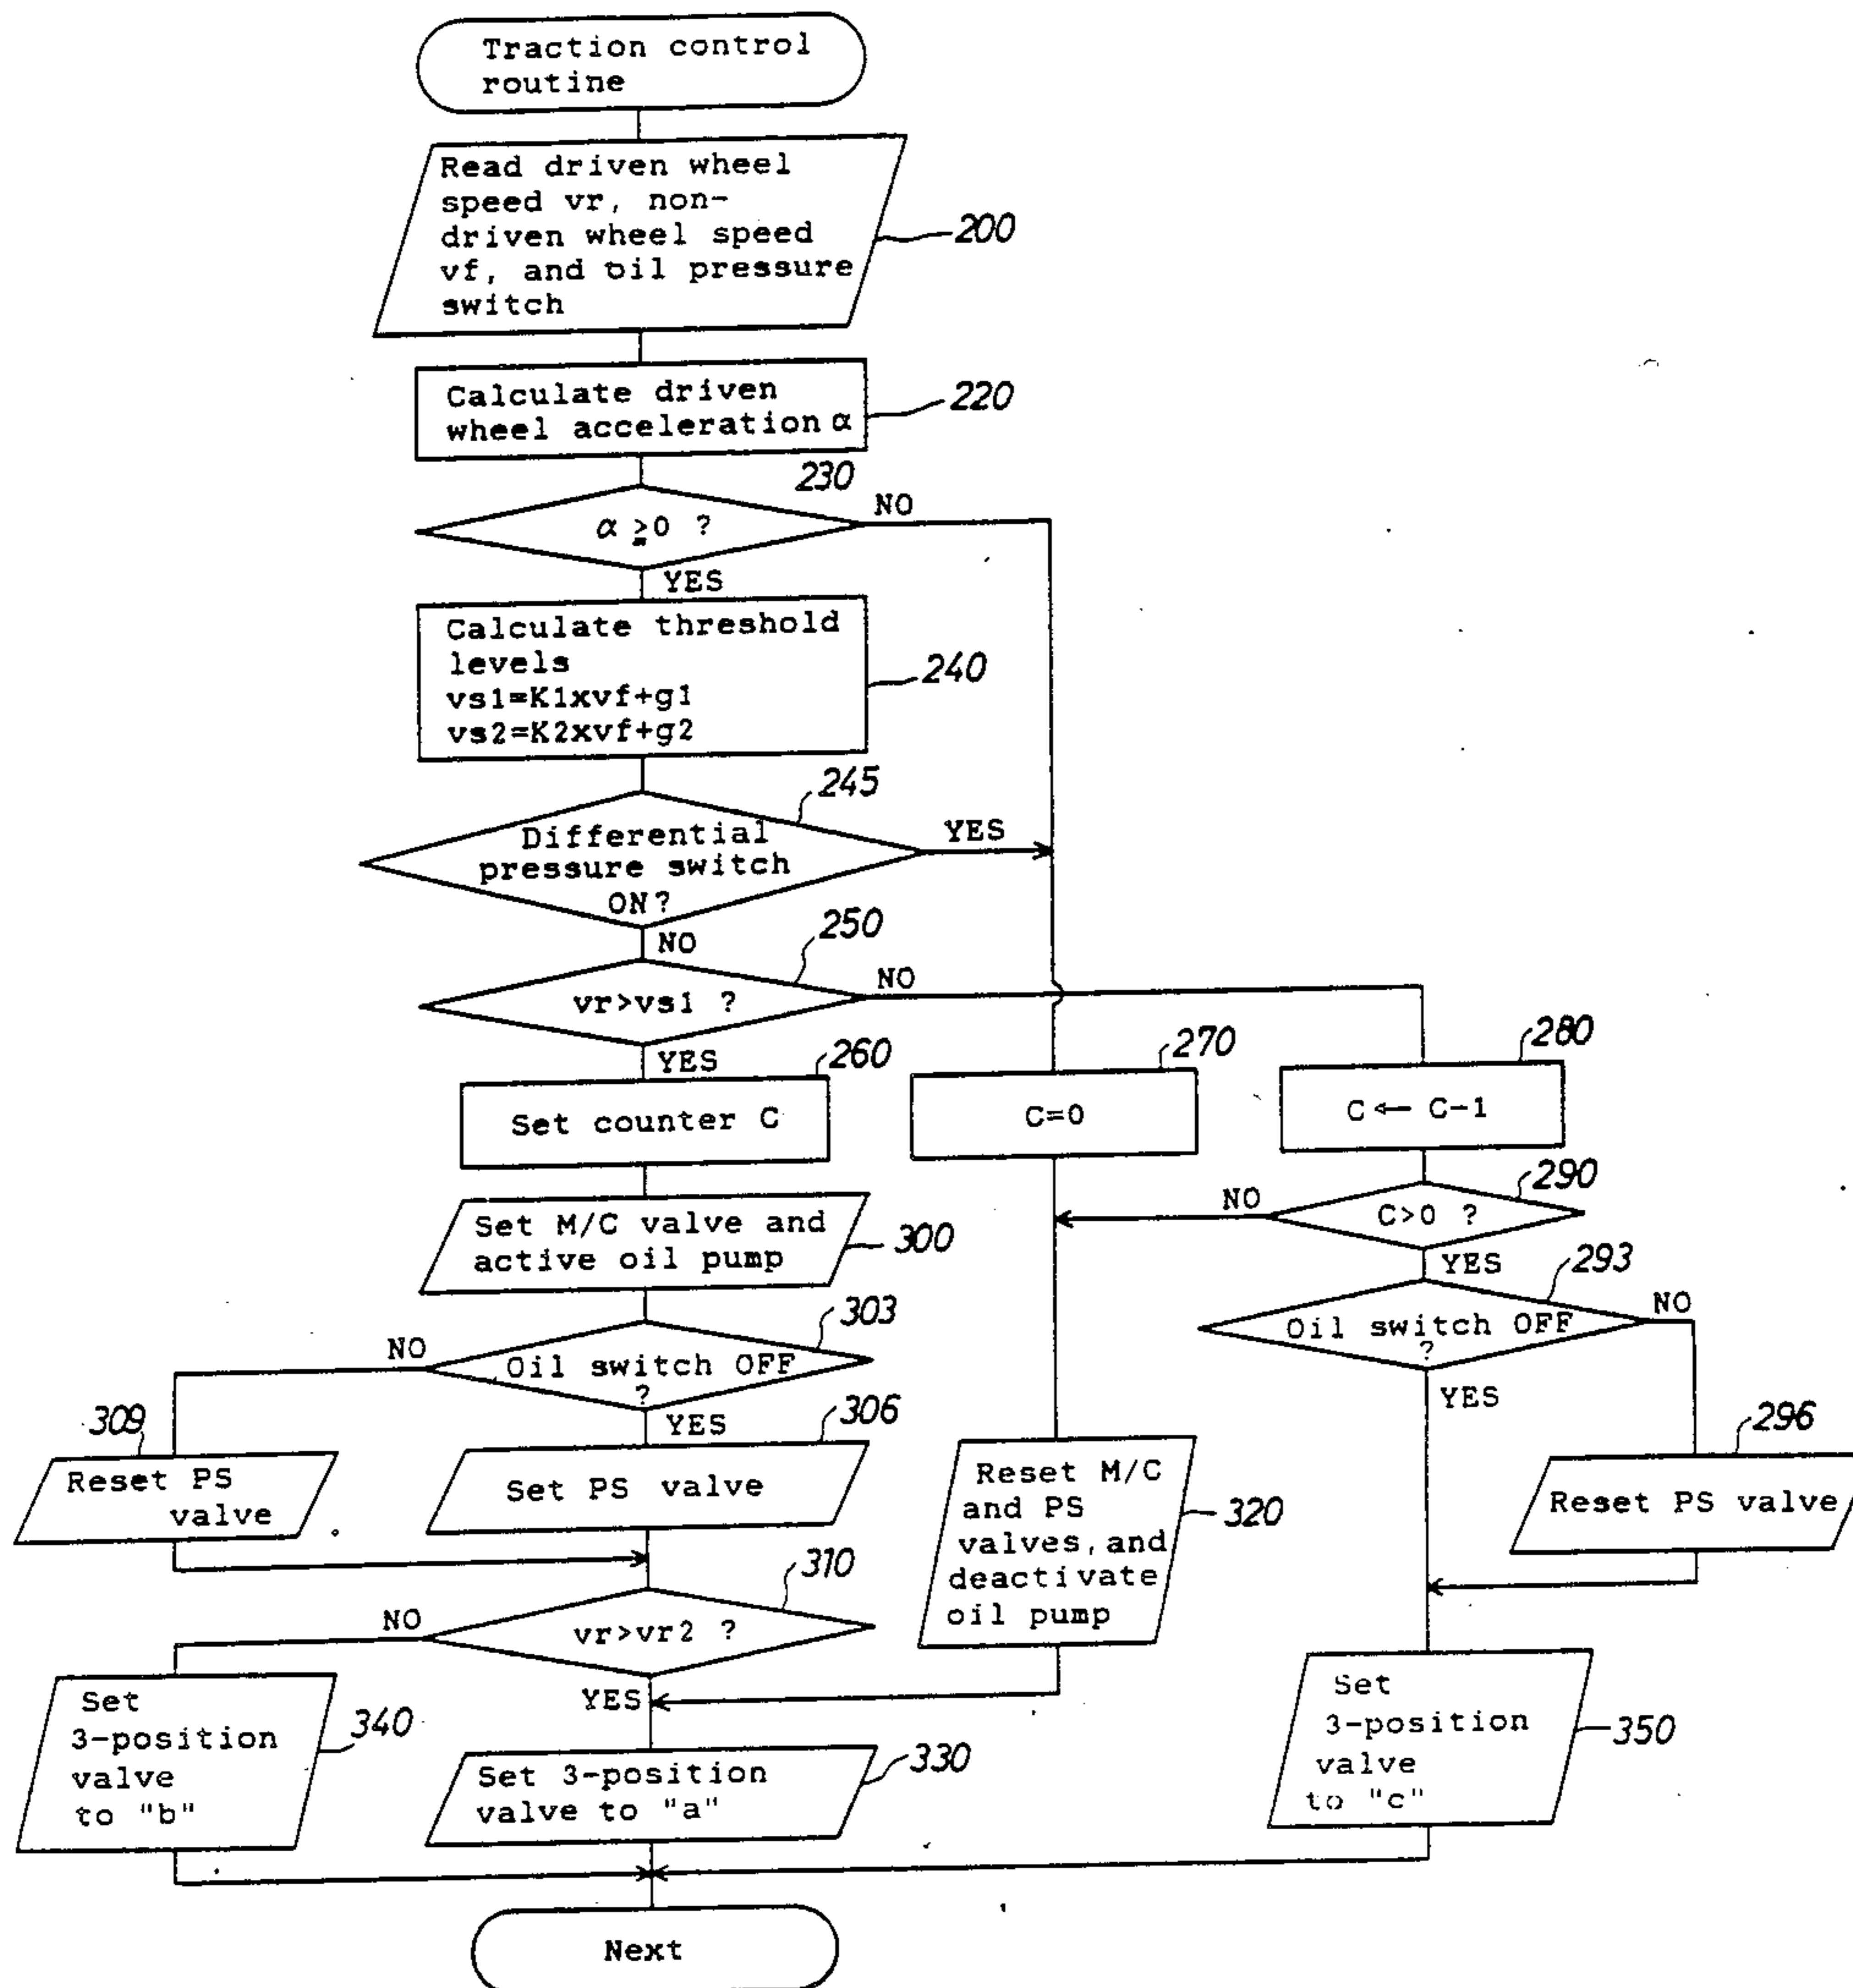 Traction control
routine
Read driven wheel
speed vr, non-
driven wheel speed
vf, and oil pressure
switch
200
Calculate driven
wheel acceleration α
220
230
α ≧0 ?
NO
YES
Calculate threshold
levels
vs1=K1xvf+g1
vs2=K2xvf+g2
240
245
Differential
pressure switch
ON?
YES
NO
250
vr>vs1 ?
NO
YES
260
Set counter C
270
C=0
280
C ← C-1
290
C>0 ?
NO
YES
Set M/C valve and
active oil pump
300
293
Oil switch OFF
?
NO
YES
303
Oil switch OFF
?
NO
YES
309
Reset PS
valve
306
Set PS valve
Reset M/C
and PS
valves, and
deactivate
oil pump
320
296
Reset PS valve
310
vr>vr2 ?
NO
YES
Set
3-position
valve
to "b"
340
Set 3-position
valve to "a"
330
Set
3-position
valve
to "c"
350
Next